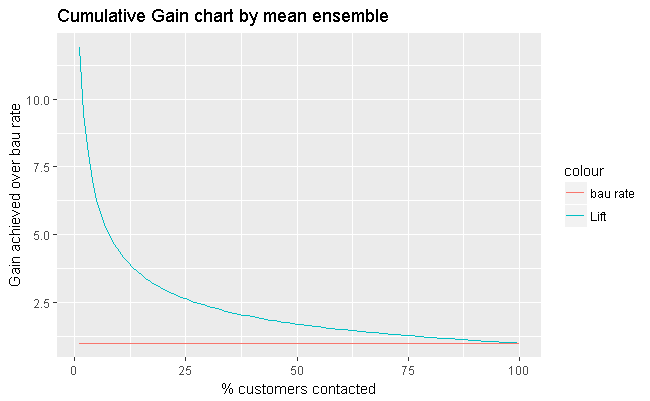 Cumulative Gain chart by mean ensemble
Gain achieved over bau rate
10.0
7.5
5.0
2.5
0
25
50
75
100
% customers contacted
colour
bau rate
Lift